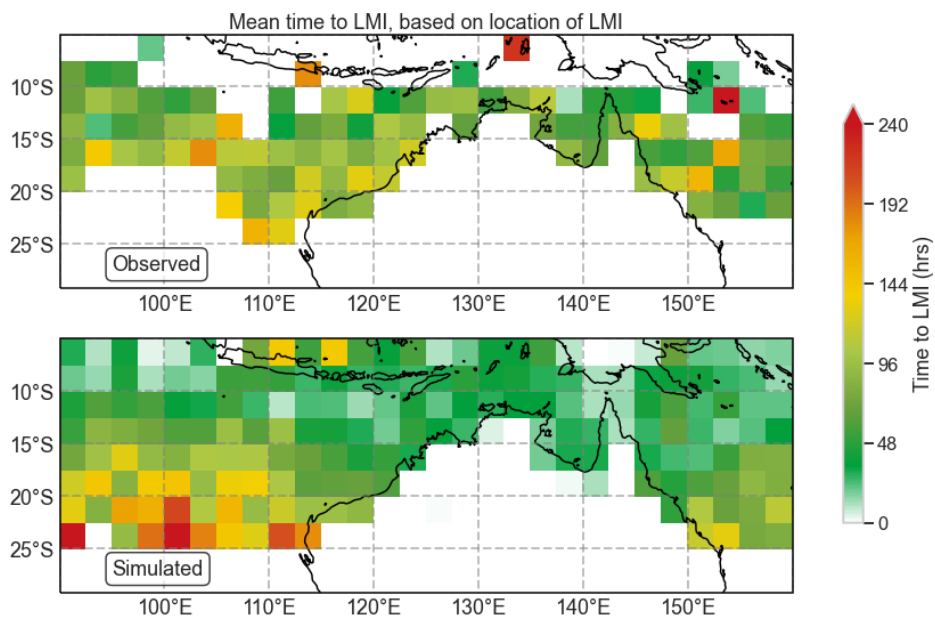 Mean time to LMI, based on location of LMI
10°S
15°S
20°S
25°S
Observed
100°E
110°E
120°E
130°E
140°E
150°E
10°S
15°S
20°S
25°S
Simulated
100°E
110°E
120°E
130°E
140°E
150°E
240
192
144
96
48
0
Time to LMI (hrs)